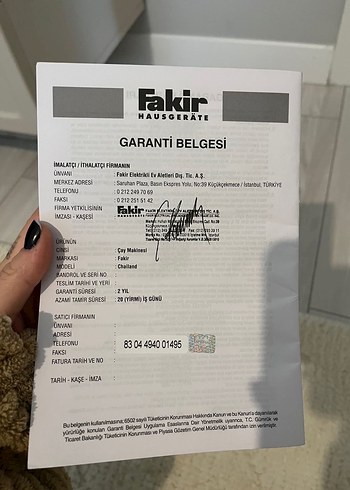 Fakir
HAUSGERÄTE
GARANTİ BELGESİ
İMALATÇI / İTHALATÇI FİRMANIN
ÜNVANI : Fakir Elektrikli Ev Aletleri Dış. Tic. A.Ş.
MERKEZ ADRESİ : Saruhan Plaza, Basın Ekspres Yolu, No:39 Küçükçekmece / İstanbul, TÜRKİYE
TELEFONU : 0 212 249 70 69
FAKSI : 0 212 251 51 42
FİRMA YETKİLİSİNİN
İMZASI - KAŞESİ : Fakir
ÜRÜNÜN
CİNSİ : Çay Makinesi
MARKASI : Fakir
MODELİ : Chailand
BANDROL VE SERİ NO :
TESLİM TARİHİ VE YERİ :
GARANTİ SÜRESİ : 2 YIL
AZAMİ TAMİR SÜRESİ : 20 (YİRMİ) İŞ GÜNÜ
SATICI FİRMANIN
ÜNVANI :
ADRESİ :
TELEFONU : 83 04 4940 01495
FAKSI :
FATURA TARİH VE NO :
TARİH - KAŞE - İMZA :
Bu belgenin kullanılmasına; 6502 sayılı Tüketicinin Korunması Hakkında Kanun ve bu Kanun'a dayanılarak
yürürlüğe konulan Garanti Belgesi Uygulama Esaslarına Dair Yönetmelik uyarınca, T.C. Gümrük ve
Ticaret Bakanlığı Tüketicinin Korunması ve Piyasa Gözetim Genel Müdürlüğü tarafından izin verilmiştir.